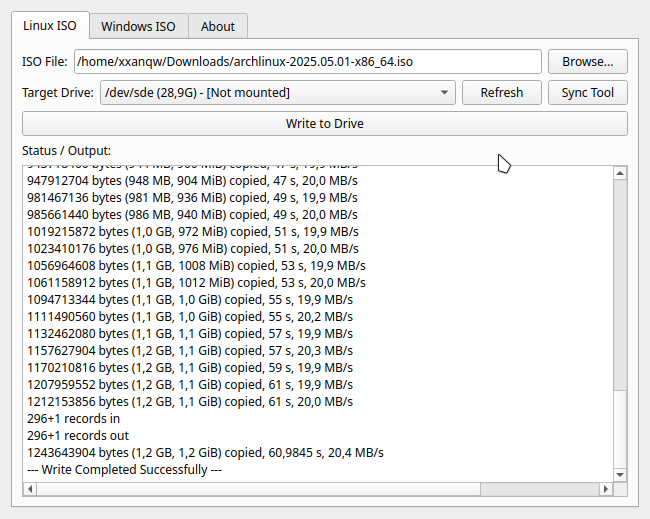 Linux ISO Windows ISO About
ISO File: /home/xxanqw/Downloads/archlinux-2025.05.01-x86_64.iso Browse...
Target Drive: /dev/sde (28,9G) - [Not mounted] Refresh Sync Tool
Write to Drive
Status / Output:
943718400 bytes (944 MB, 900 MiB) copied, 47 s, 19,9 MB/s
947912704 bytes (948 MB, 904 MiB) copied, 47 s, 20,0 MB/s
981467136 bytes (981 MB, 936 MiB) copied, 49 s, 19,9 MB/s
985661440 bytes (986 MB, 940 MiB) copied, 49 s, 20,0 MB/s
1019215872 bytes (1,0 GB, 972 MiB) copied, 51 s, 19,9 MB/s
1023410176 bytes (1,0 GB, 976 MiB) copied, 51 s, 20,0 MB/s
1056964608 bytes (1,1 GB, 1008 MiB) copied, 53 s, 19,9 MB/s
1061158912 bytes (1,1 GB, 1012 MiB) copied, 53 s, 20,0 MB/s
1094713344 bytes (1,1 GB, 1,0 GiB) copied, 55 s, 19,9 MB/s
1111490560 bytes (1,1 GB, 1,0 GiB) copied, 55 s, 20,2 MB/s
1132462080 bytes (1,1 GB, 1,1 GiB) copied, 57 s, 19,9 MB/s
1157627904 bytes (1,2 GB, 1,1 GiB) copied, 57 s, 20,3 MB/s
1170210816 bytes (1,2 GB, 1,1 GiB) copied, 59 s, 19,9 MB/s
1207959552 bytes (1,2 GB, 1,1 GiB) copied, 61 s, 19,9 MB/s
1212153856 bytes (1,2 GB, 1,1 GiB) copied, 61 s, 20,0 MB/s
296+1 records in
296+1 records out
1243643904 bytes (1,2 GB, 1,2 GiB) copied, 60,9845 s, 20,4 MB/s
--- Write Completed Successfully ---